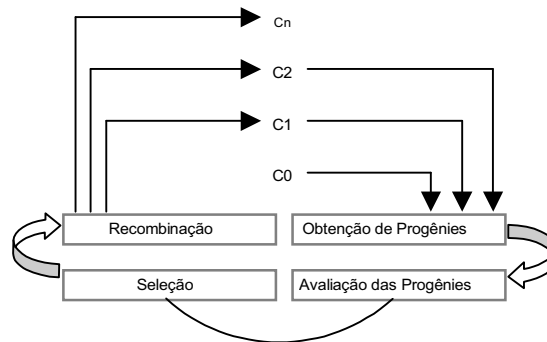 Cn
C2
C1
C0
Recombinação
Obtenção de Progênies
Seleção
Avaliação das Progênies